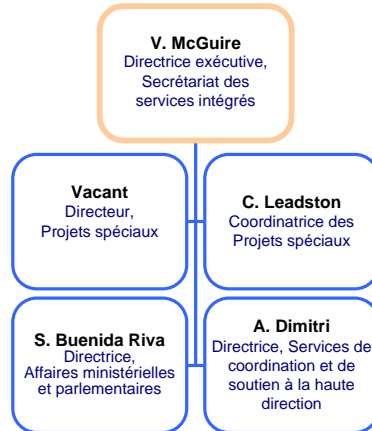 V. McGuire
Directrice exécutive,
Secrétariat des
services intégrés
Vacant
Directeur,
Projets spéciaux
C. Leadston
Coordinatrice des
Projets spéciaux
S. Buenida Riva
Directrice,
Affaires ministérielles
et parlementaires
A. Dimitri
Directrice, Services de
coordination et de
soutien à la haute
direction